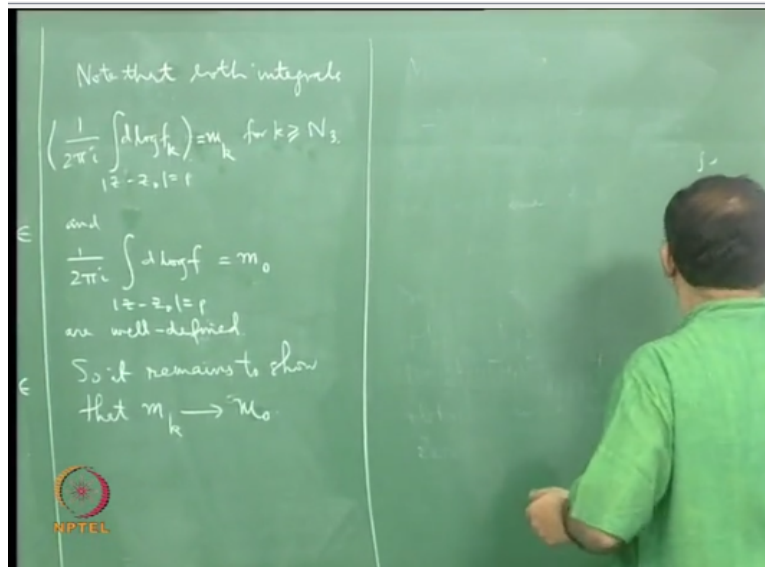 Note that both integrals
( 1/2πi ∫ d log f_k ) = m_k for k ≥ N_3.
|z - z_0| = ρ
ϵ
and
1/2πi ∫ d log f = m_0
|z - z_0| = ρ
are well-defined.
So it remains to show
ϵ
that m_k → m_0.
NPTEL